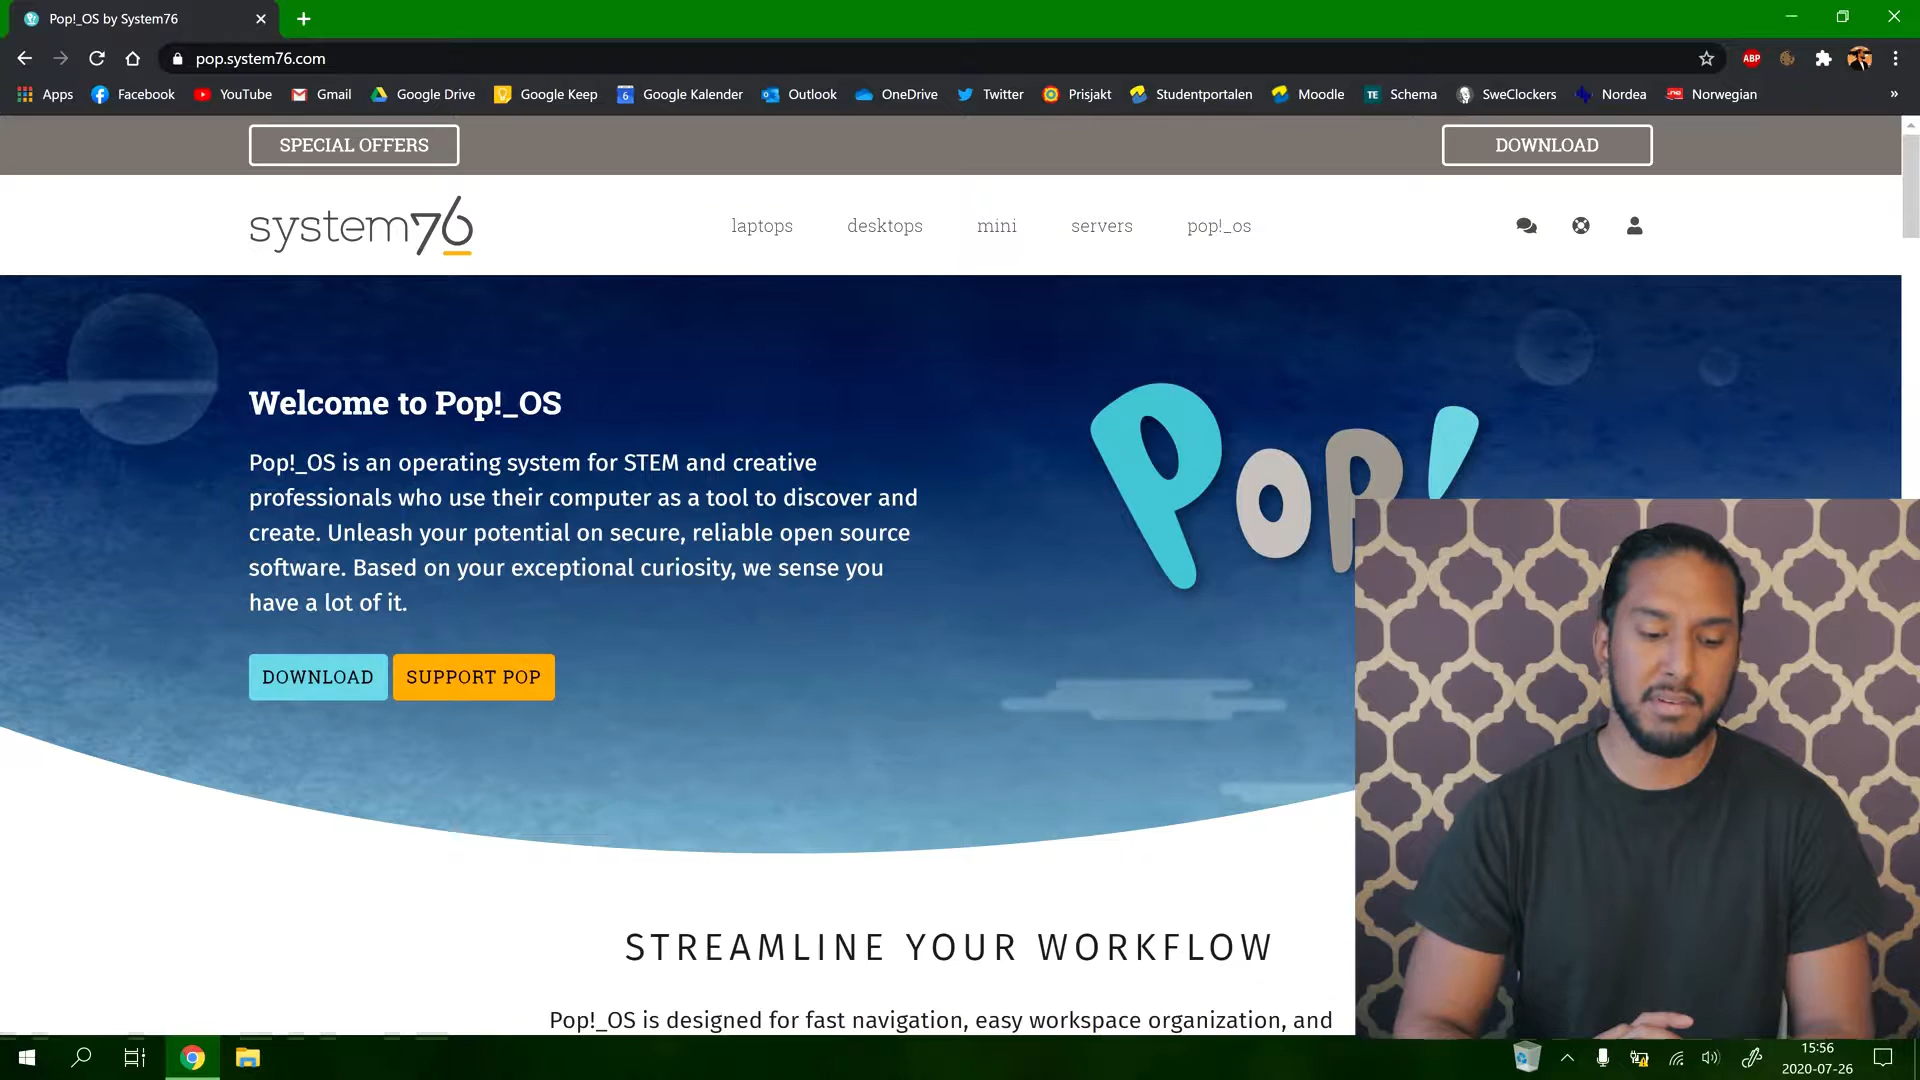 Pop!_OS by System76
pop.system76.com
ABP
Apps Facebook YouTube Gmail Google Drive Google Keep 6 Google Kalender Outlook OneDrive Twitter Prisjakt Studentportalen Moodle TE Schema SweClockers Nordea Norwegian »
SPECIAL OFFERS DOWNLOAD
system76 laptops desktops mini servers pop!_os
Welcome to Pop!_OS
Pop!_OS is an operating system for STEM and creative
professionals who use their computer as a tool to discover and
create. Unleash your potential on secure, reliable open source
software. Based on your exceptional curiosity, we sense you
have a lot of it.
POP!
DOWNLOAD SUPPORT POP
STREAMLINE YOUR WORKFLOW
Pop!_OS is designed for fast navigation, easy workspace organization, and
15:56
2020-07-26